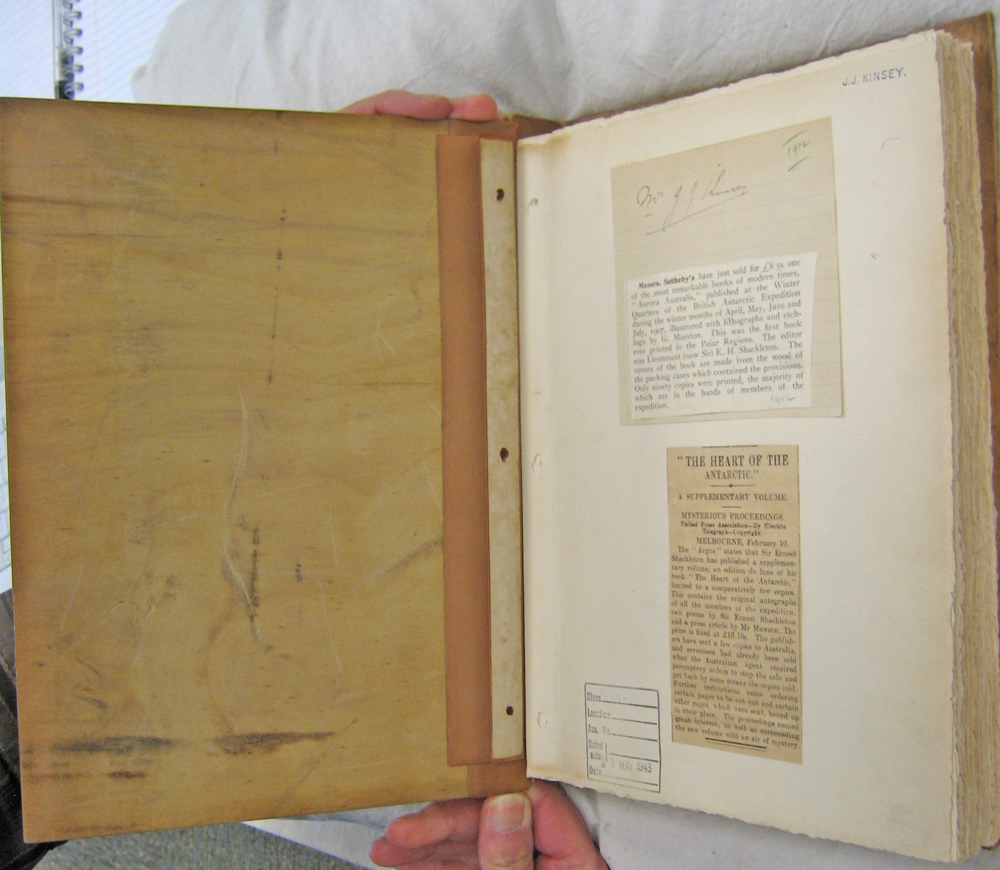 J.J. KINSEY.
1912
Mr J J Kinsey
Messrs. Sotheby's have just sold for £8 5s. one
of the most remarkable books of modern times,
"Aurora Australis," published at the Winter
Quarters of the British Antarctic Expedition
during the winter months of April, May, June and
July, 1907, illustrated with lithographs and etch-
ings by G. Marston. This was the first book
ever printed in the Polar Regions. The editor
was Lieutenant (now Sir) E. H. Shackleton. The
covers of the book are made from the wood of
the packing cases which contained the provisions.
Only ninety copies were printed, the majority of
which are in the hands of members of the
expedition.
1912
"THE HEART OF THE
ANTARCTIC."
A SUPPLEMENTARY VOLUME.
MYSTERIOUS PROCEEDINGS.
United Press Association—By Electric
Telegraph—Copyright.
MELBOURNE, February 10.
The "Argus" states that Sir Ernest
Shackleton has published a supplemen-
tary volume, an edition de luxe of his
book "The Heart of the Antarctic,"
limited to a comparatively few copies.
This contains the original autographs
of all the members of the expedition,
two poems by Sir Ernest Shackleton
and a prose article by Mr Mawson. The
price is fixed at £10 10s. The publish-
ers have sent a few copies to Australia,
and seventeen had already been sold
when the Australian agent received
peremptory orders to stop the sale and
get back by some means the copies sold.
Further instructions came ordering
certain pages to be cut out and certain
other pages, which were sent, bound up
in their place. The proceedings roused
great interest, as well as surrounding
the new volume with an air of mystery.
Class
Location
Acc. No.
Date
MAY 1943